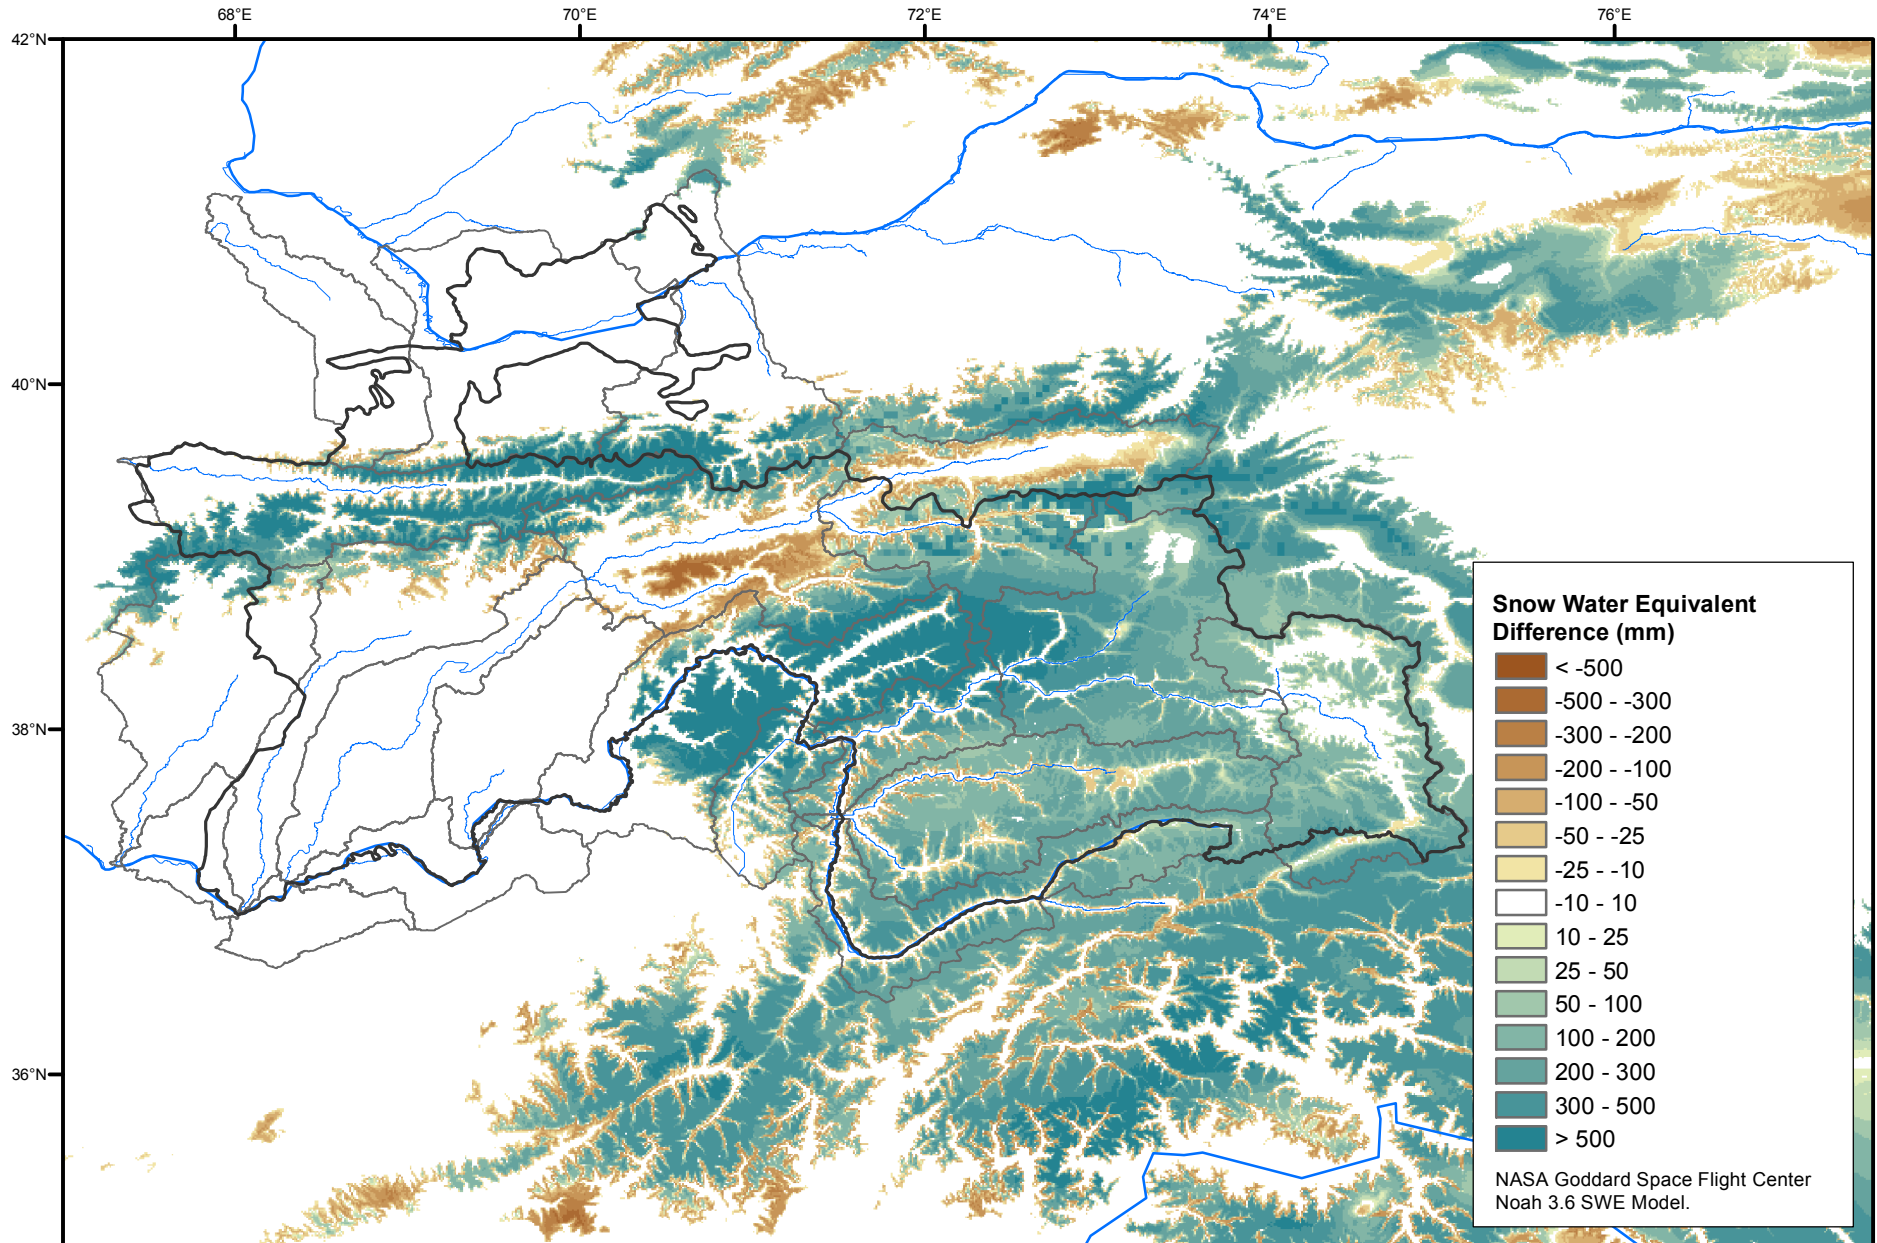 68°E
70°E
72°E
74°E
76°E
42°N
40°N
38°N
36°N
Snow Water Equivalent
Difference (mm)
< -500
-500 - -300
-300 - -200
-200 - -100
-100 - -50
-50 - -25
-25 - -10
-10 - 10
10 - 25
25 - 50
50 - 100
100 - 200
200 - 300
300 - 500
> 500
NASA Goddard Space Flight Center
Noah 3.6 SWE Model.